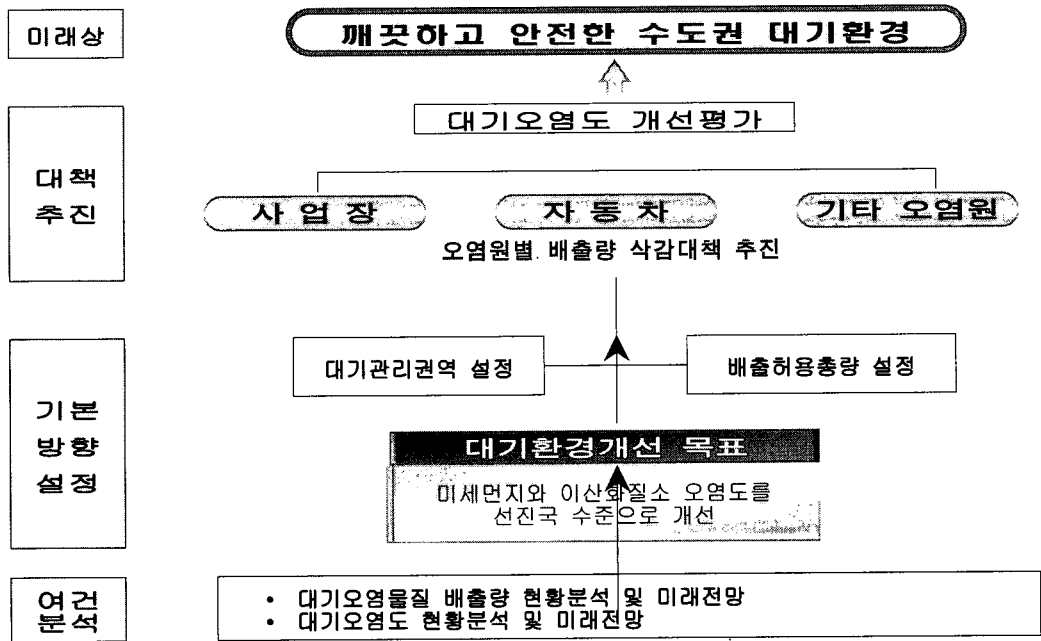 미래상
깨끗하고 안전한 수도권 대기환경
대기오염도 개선평가
대책
추진
사업장
자동차
기타 오염원
오염원별 배출량 삭감대책 추진
기본
방향
설정
대기관리권역 설정
배출허용총량 설정
대기환경개선 목표
미세먼지와 이산화질소 오염도를
선진국 수준으로 개선
여건
분석
• 대기오염물질 배출량 현황분석 및 미래전망
• 대기오염도 현황분석 및 미래전망